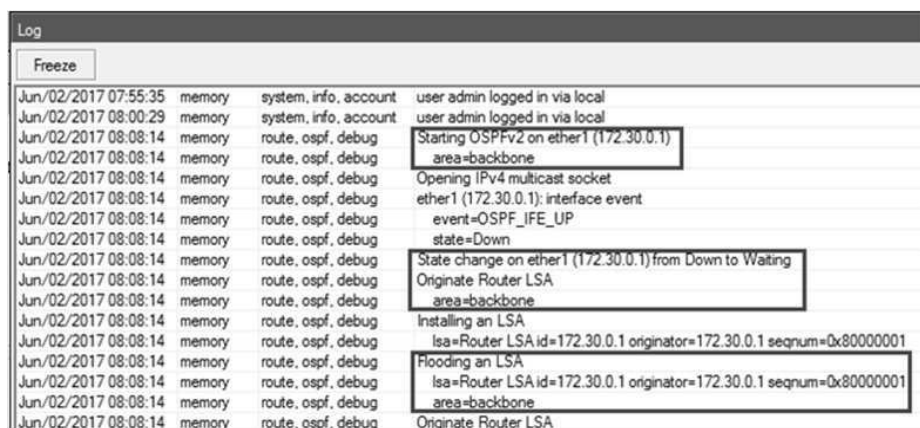 Log
Freeze
Jun/02/2017 07:55:35 memory system, info, account user admin logged in via local
Jun/02/2017 08:00:29 memory system, info, account user admin logged in via local
Jun/02/2017 08:08:14 memory route, ospf, debug Starting OSPFv2 on ether1 (172.30.0.1)
Jun/02/2017 08:08:14 memory route, ospf, debug area=backbone
Jun/02/2017 08:08:14 memory route, ospf, debug Opening IPv4 multicast socket
Jun/02/2017 08:08:14 memory route, ospf, debug ether1 (172.30.0.1): interface event
Jun/02/2017 08:08:14 memory route, ospf, debug event=OSPF_IFE_UP
Jun/02/2017 08:08:14 memory route, ospf, debug state=Down
Jun/02/2017 08:08:14 memory route, ospf, debug State change on ether1 (172.30.0.1) from Down to Waiting
Jun/02/2017 08:08:14 memory route, ospf, debug Originate Router LSA
Jun/02/2017 08:08:14 memory route, ospf, debug area=backbone
Jun/02/2017 08:08:14 memory route, ospf, debug Installing an LSA
Jun/02/2017 08:08:14 memory route, ospf, debug lsa=Router LSA id=172.30.0.1 originator=172.30.0.1 seqnum=0x80000001
Jun/02/2017 08:08:14 memory route, ospf, debug Flooding an LSA
Jun/02/2017 08:08:14 memory route, ospf, debug lsa=Router LSA id=172.30.0.1 originator=172.30.0.1 seqnum=0x80000001
Jun/02/2017 08:08:14 memory route, ospf, debug area=backbone
Jun/02/2017 08:08:14 memory route, ospf, debug Originate Router LSA